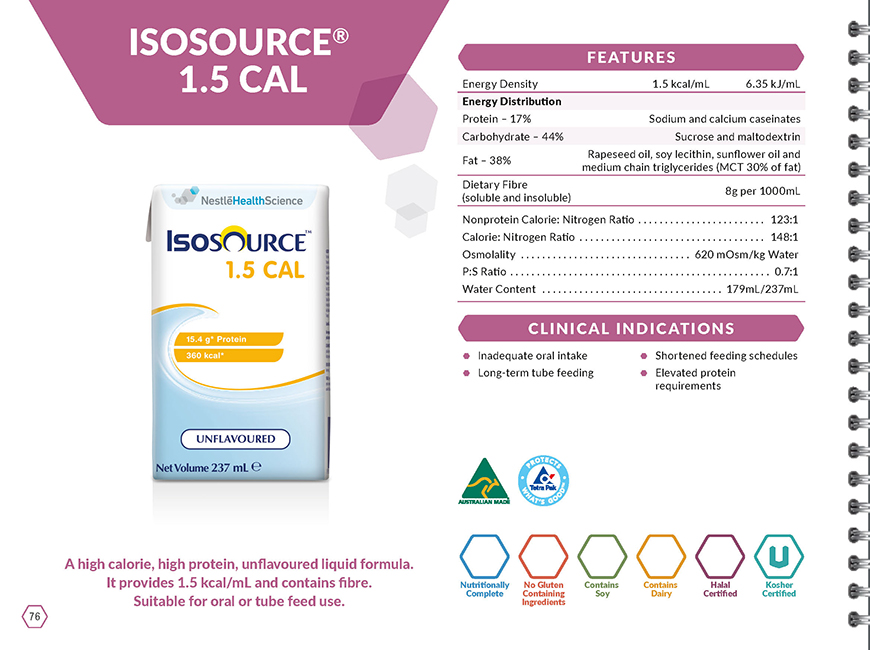 ISOSOURCE®
1.5 CAL
NestléHealthScience
ISOSOURCE™
1.5 CAL
15.4 g* Protein
360 kcal*
UNFLAVOURED
Net Volume 237 mL ℮
A high calorie, high protein, unflavoured liquid formula.
It provides 1.5 kcal/mL and contains fibre.
Suitable for oral or tube feed use.
76
FEATURES
Energy Density 1.5 kcal/mL 6.35 kJ/mL
Energy Distribution
Protein – 17% Sodium and calcium caseinates
Carbohydrate – 44% Sucrose and maltodextrin
Fat – 38% Rapeseed oil, soy lecithin, sunflower oil and
medium chain triglycerides (MCT 30% of fat)
Dietary Fibre
(soluble and insoluble) 8g per 1000mL
Nonprotein Calorie: Nitrogen Ratio ........................ 123:1
Calorie: Nitrogen Ratio ................................... 148:1
Osmolality ................................ 620 mOsm/kg Water
P:S Ratio ................................................. 0.7:1
Water Content .................................. 179mL/237mL
CLINICAL INDICATIONS
Inadequate oral intake
Long-term tube feeding
Shortened feeding schedules
Elevated protein
requirements
AUSTRALIAN MADE
PROTECTS
Tetra Pak
WHAT'S GOOD™
Nutritionally
Complete
No Gluten
Containing
Ingredients
Contains
Soy
Contains
Dairy
Halal
Certified
U
Kosher
Certified